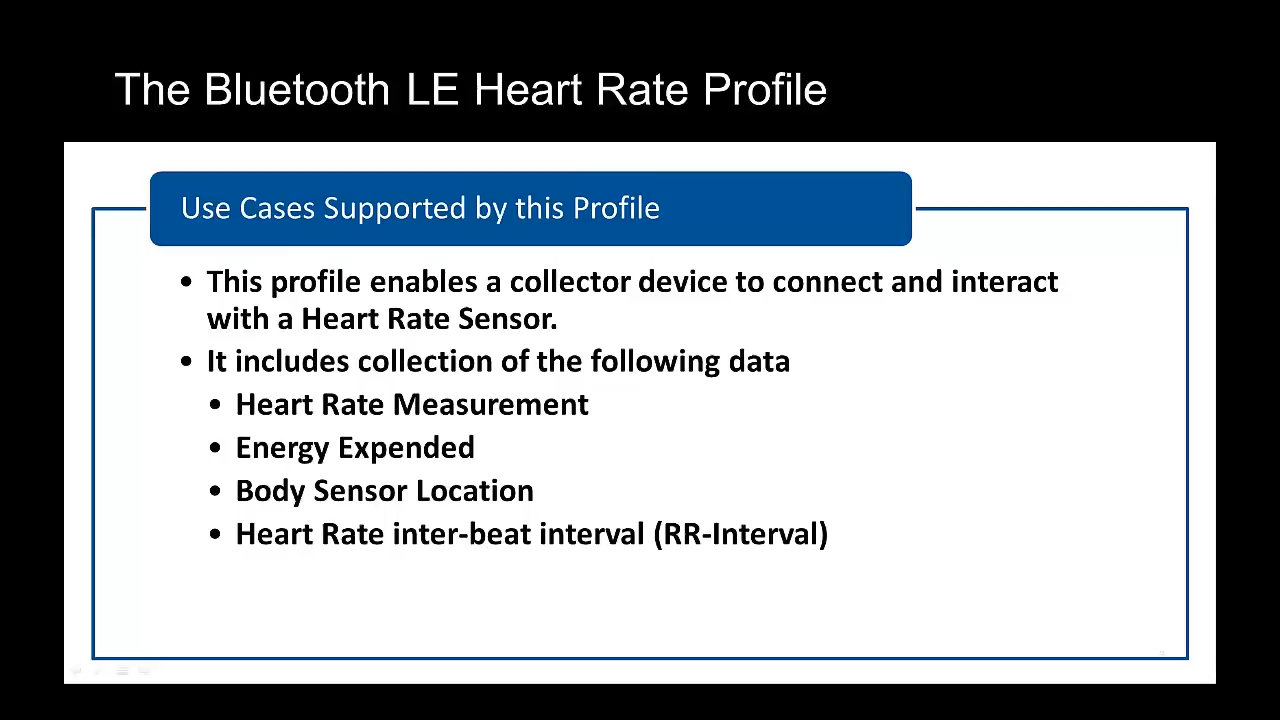 The Bluetooth LE Heart Rate Profile
Use Cases Supported by this Profile
• This profile enables a collector device to connect and interact
with a Heart Rate Sensor.
• It includes collection of the following data
• Heart Rate Measurement
• Energy Expended
• Body Sensor Location
• Heart Rate inter-beat interval (RR-Interval)